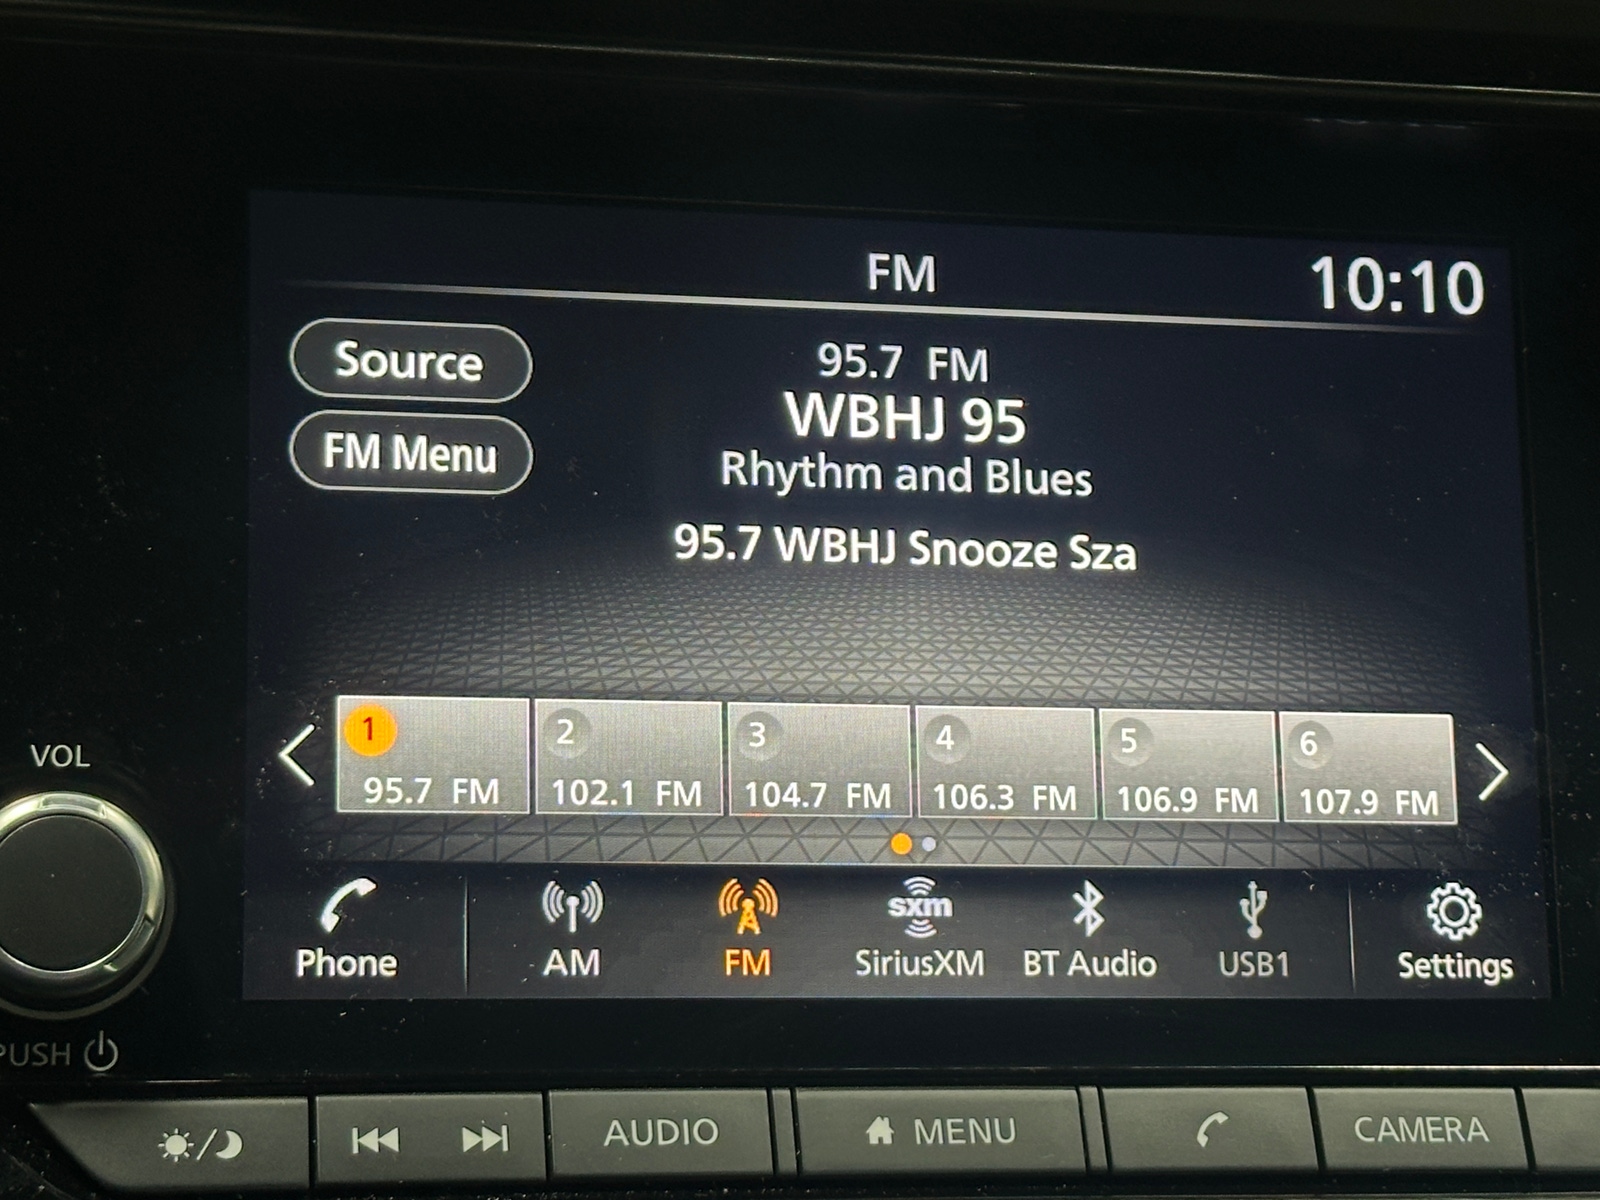 FM
10:10
Source
95.7 FM
WBHJ 95
FM Menu
Rhythm and Blues
95.7 WBHJ Snooze Sza
1
2
3
4
5
6
95.7 FM
102.1 FM
104.7 FM
106.3 FM
106.9 FM
107.9 FM
VOL
sxm
Phone
AM
FM
SiriusXM
BT Audio
USB1
Settings
PUSH
AUDIO
MENU
CAMERA